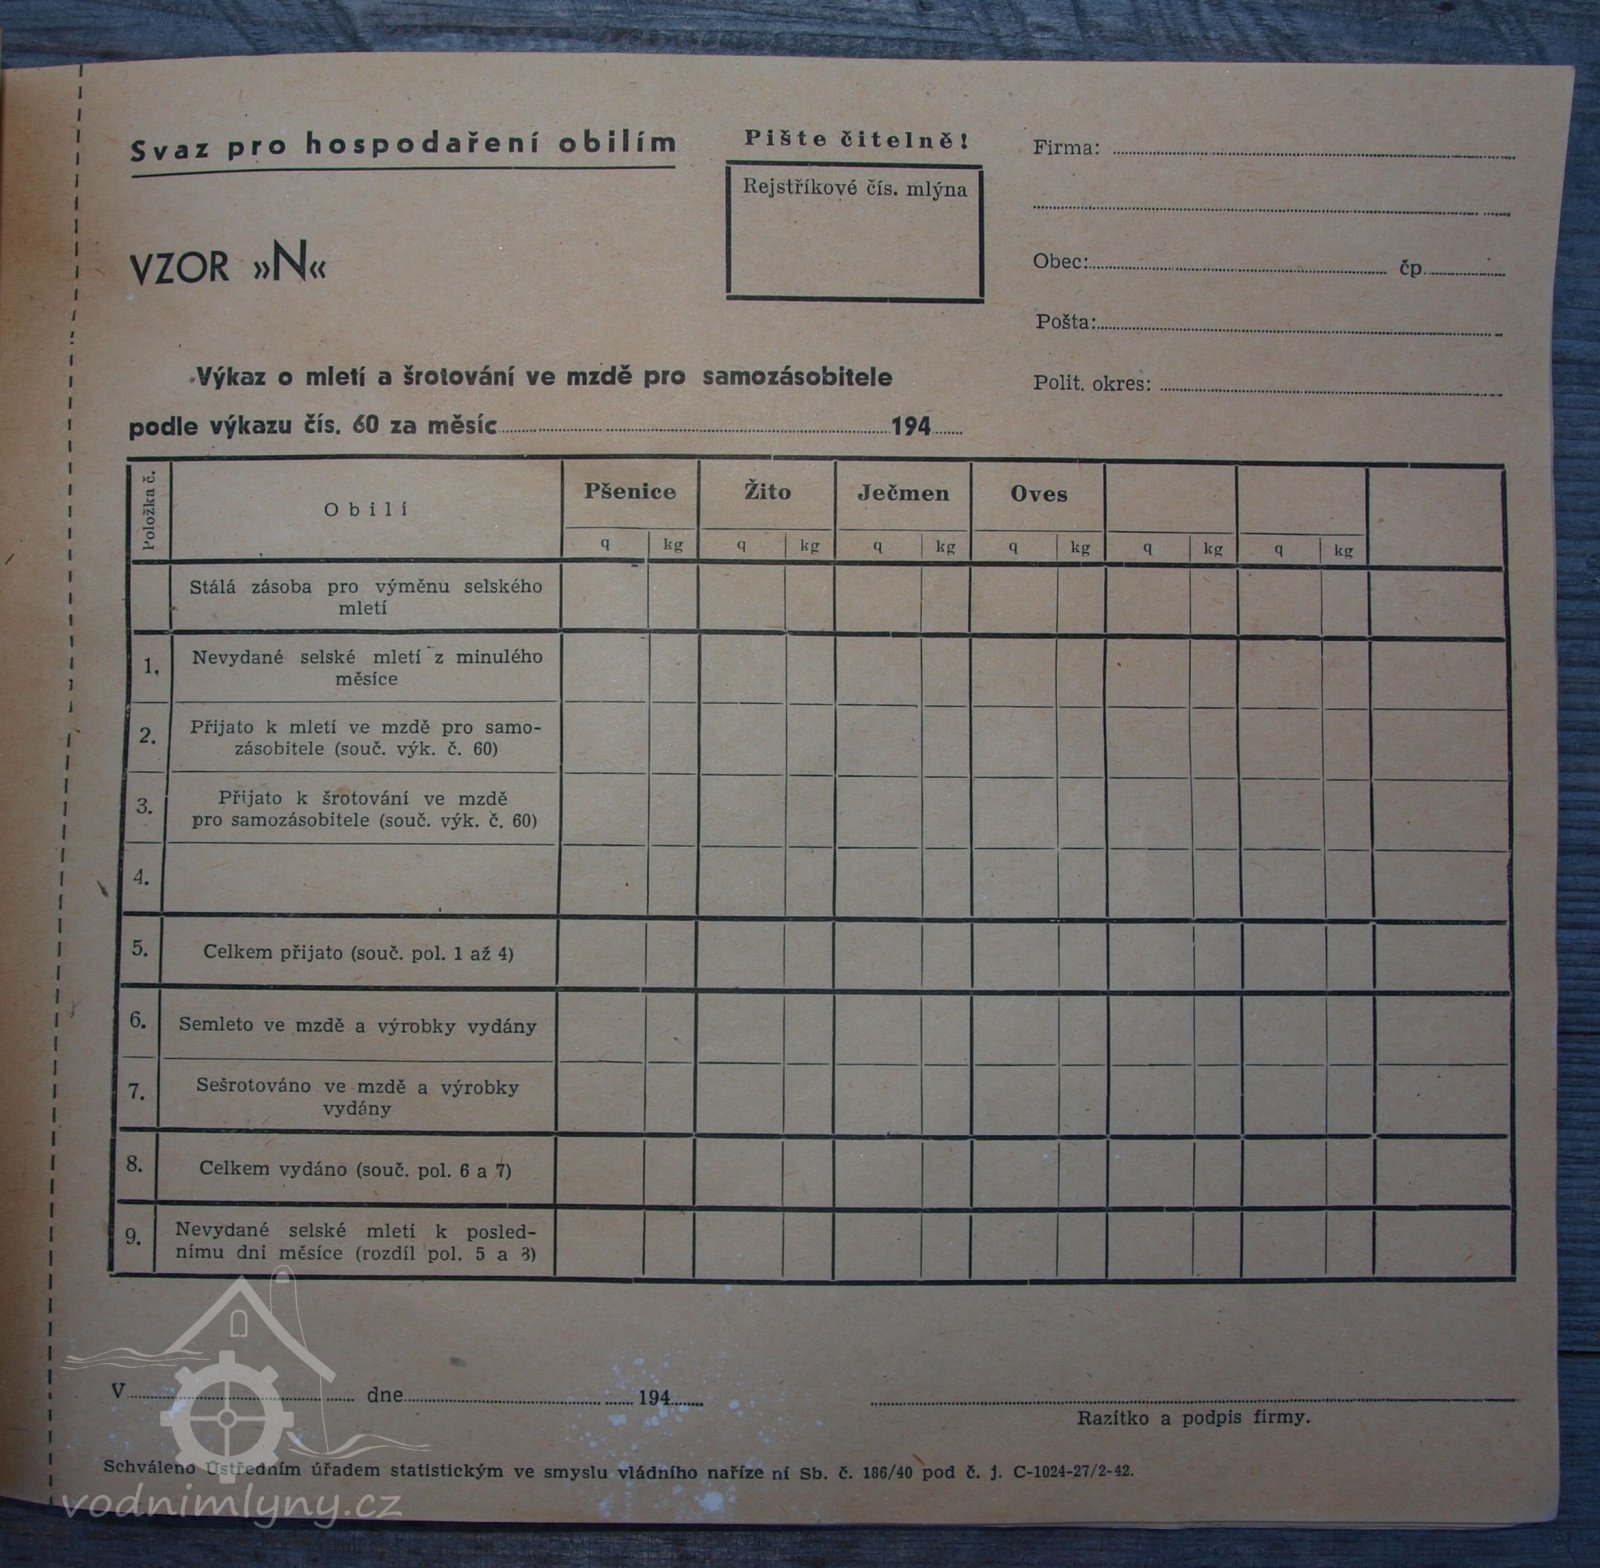 Svaz pro hospodaření obilím
Pište čitelně!
Rejstříkové čís. mlýna
Firma:
VZOR »N«
Obec: čp.
Pošta:
Polit. okres:
Výkaz o mletí a šrotování ve mzdě pro samozásobitele
podle výkazu čís. 60 za měsíc 194
Položka č. Obilí Pšenice Žito Ječmen Oves
q kg q kg q kg q kg q kg q kg
Stálá zásoba pro výměnu selského
mletí
1. Nevydané selské mletí z minulého
měsíce
2. Přijato k mletí ve mzdě pro samo-
zásobitele (souč. výk. č. 60)
3. Přijato k šrotování ve mzdě
pro samozásobitele (souč. výk. č. 60)
4.
5. Celkem přijato (souč. pol. 1 až 4)
6. Semleto ve mzdě a výrobky vydány
7. Sešrotováno ve mzdě a výrobky
vydány
8. Celkem vydáno (souč. pol. 6 a 7)
9. Nevydané selské mletí k posled-
nímu dni měsíce (rozdíl pol. 5 a 8)
V dne 194
Razítko a podpis firmy.
Schváleno Ústředním úřadem statistickým ve smyslu vládního naříze ní Sb. č. 186/40 pod č. j. C-1024-27/2-42.
vodnimlyny.cz